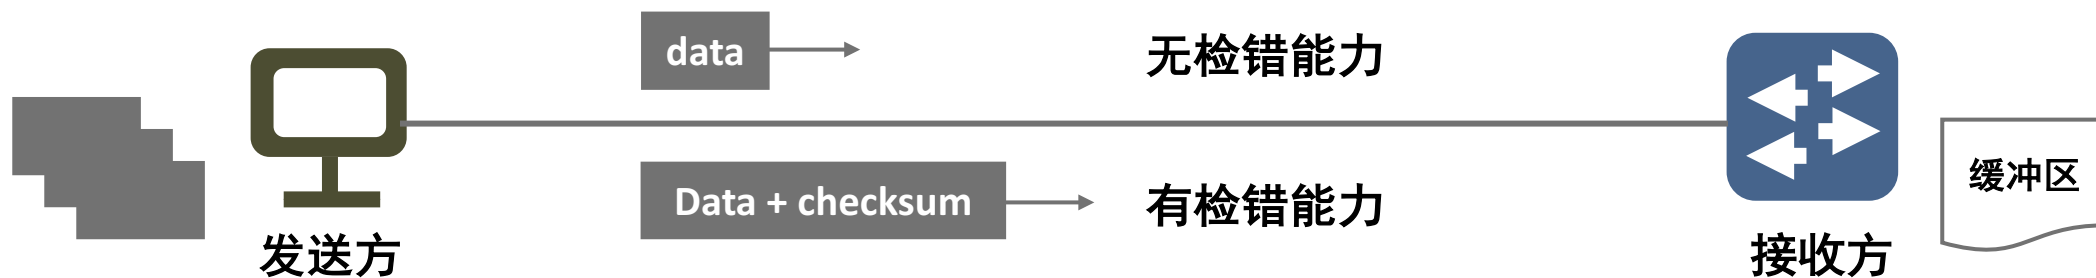 data
无检错能力
缓冲区
Data + checksum
有检错能力
发送方
接收方